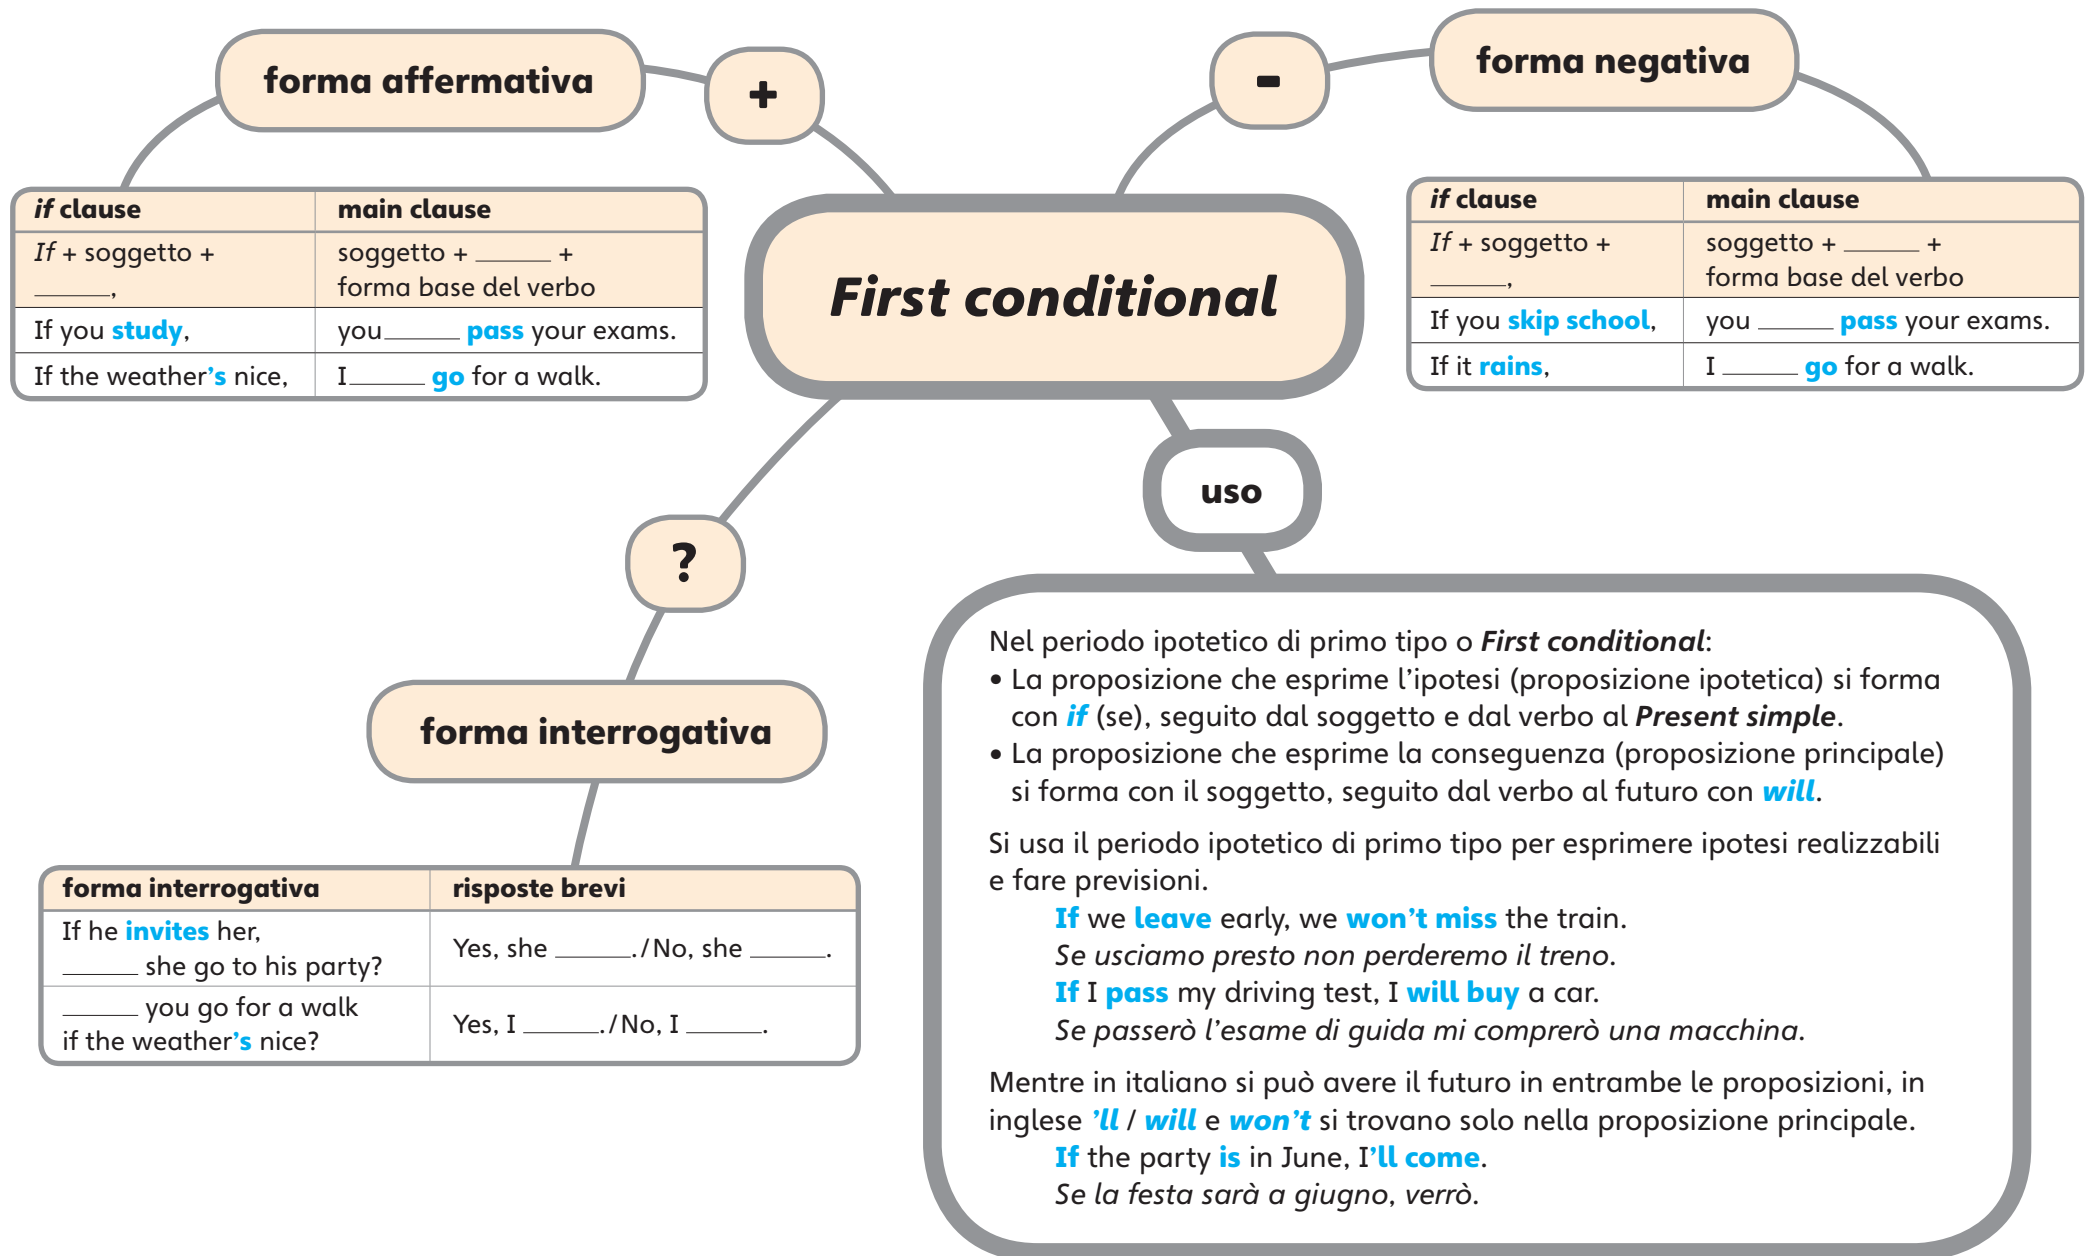 forma affermativa
+
if clause main clause
If + soggetto + soggetto + ______ +
______, forma base del verbo
If you study, you ______ pass your exams.
If the weather's nice, I ______ go for a walk.
-
forma negativa
if clause main clause
If + soggetto + soggetto + ______ +
______, forma base del verbo
If you skip school, you ______ pass your exams.
If it rains, I ______ go for a walk.
First conditional
?
forma interrogativa
forma interrogativa risposte brevi
If he invites her,
______ she go to his party?
Yes, she ______./No, she ______.
______ you go for a walk
if the weather's nice?
Yes, I ______./No, I ______.
uso
Nel periodo ipotetico di primo tipo o First conditional:
• La proposizione che esprime l'ipotesi (proposizione ipotetica) si forma
con if (se), seguito dal soggetto e dal verbo al Present simple.
• La proposizione che esprime la conseguenza (proposizione principale)
si forma con il soggetto, seguito dal verbo al futuro con will.
Si usa il periodo ipotetico di primo tipo per esprimere ipotesi realizzabili
e fare previsioni.
If we leave early, we won't miss the train.
Se usciamo presto non perderemo il treno.
If I pass my driving test, I will buy a car.
Se passerò l'esame di guida mi comprerò una macchina.
Mentre in italiano si può avere il futuro in entrambe le proposizioni, in
inglese 'll / will e won't si trovano solo nella proposizione principale.
If the party is in June, I'll come.
Se la festa sarà a giugno, verrò.